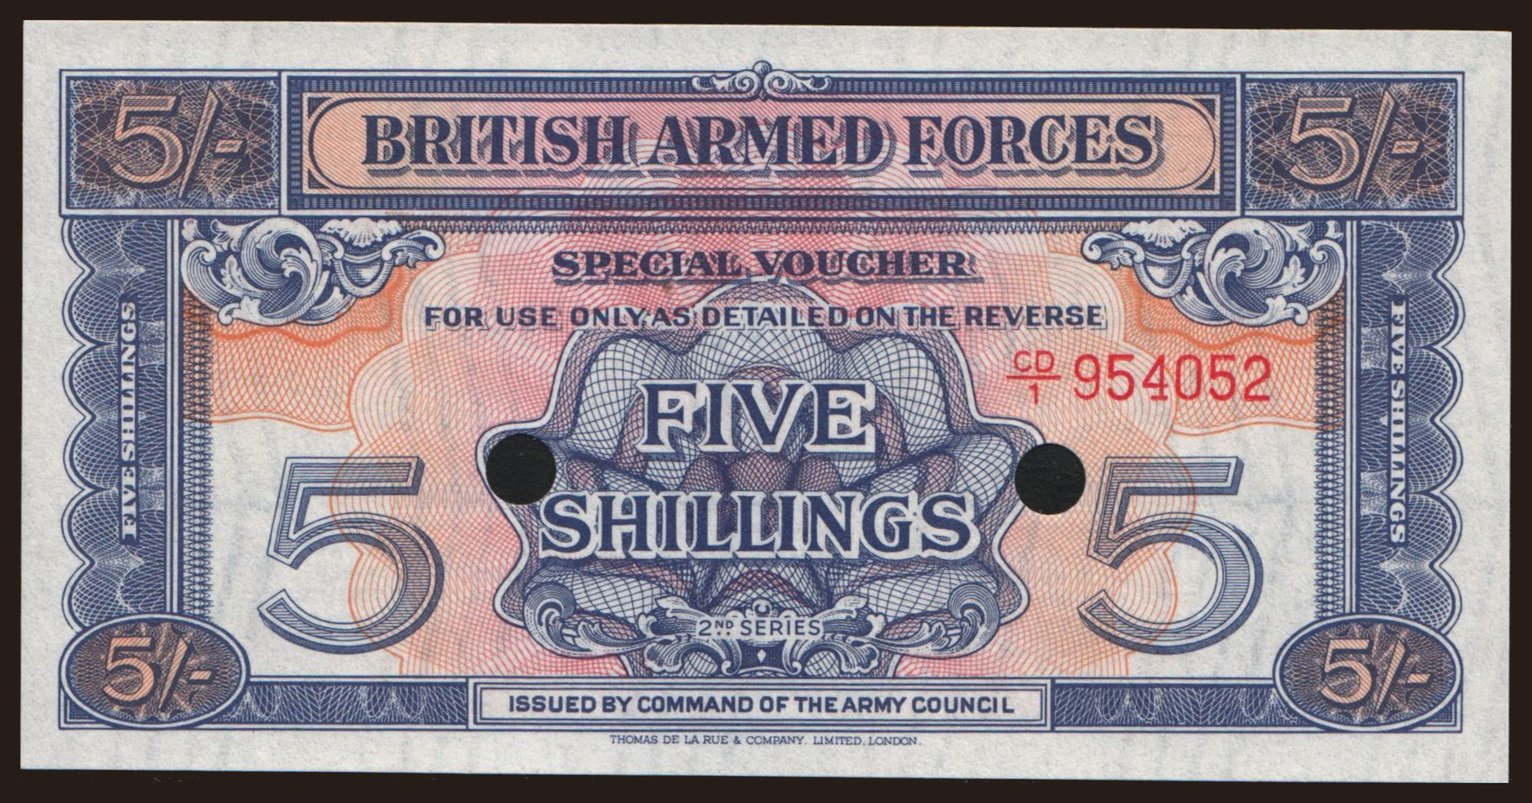 5/-
BRITISH ARMED FORCES
5/-
SPECIAL VOUCHER
FOR USE ONLY AS DETAILED ON THE REVERSE
CD/1 954052
FIVE SHILLINGS
FIVE
SHILLINGS
FIVE SHILLINGS
5
5
2ND SERIES
5/-
5/-
ISSUED BY COMMAND OF THE ARMY COUNCIL
THOMAS DE LA RUE & COMPANY, LIMITED, LONDON.